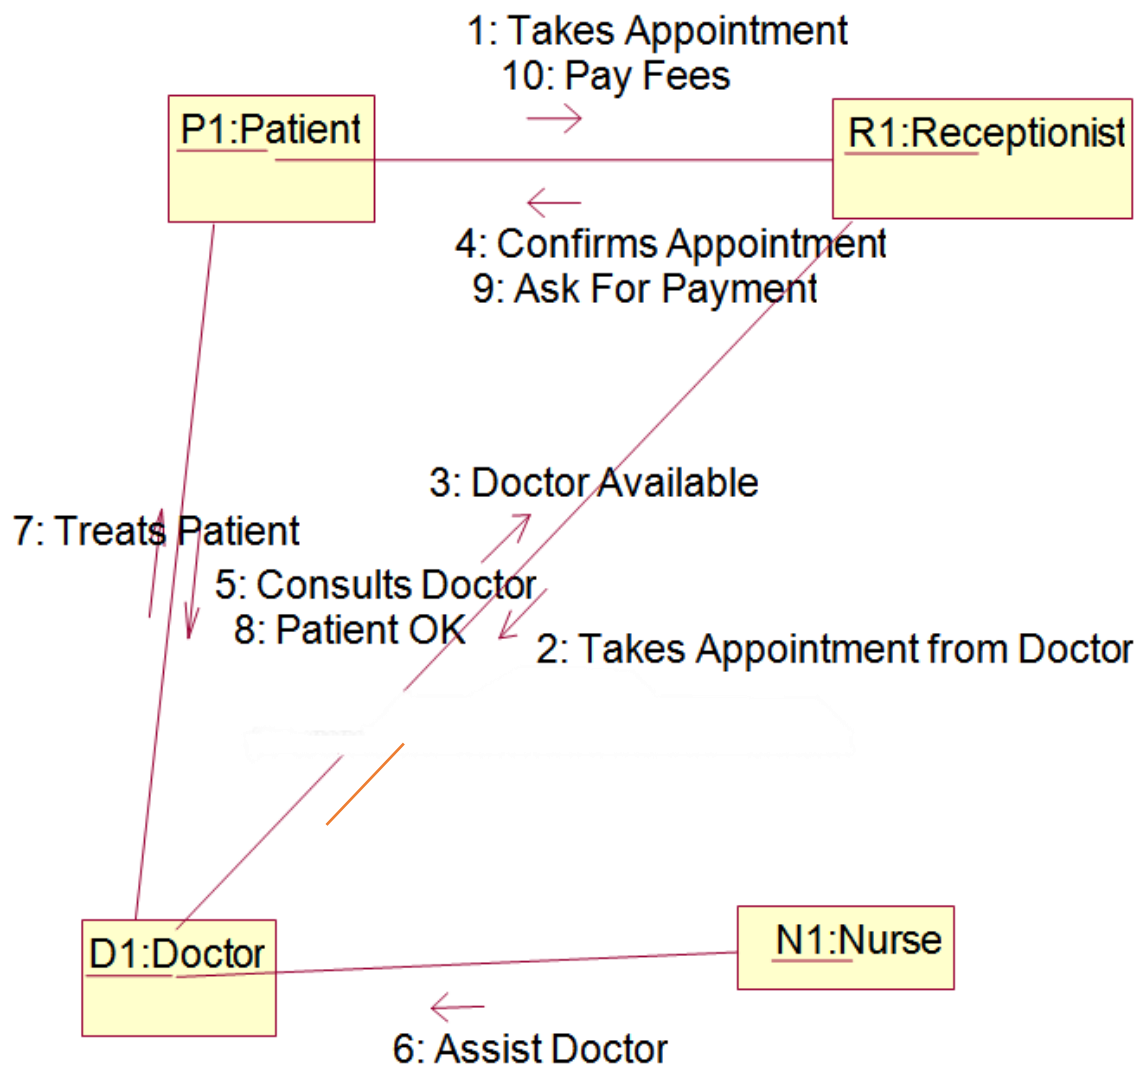 1: Takes Appointment
10: Pay Fees
P1:Patient
R1:Receptionist
4: Confirms Appointment
9: Ask For Payment
3: Doctor Available
7: Treats Patient
5: Consults Doctor
8: Patient OK
2: Takes Appointment from Doctor
D1:Doctor
N1:Nurse
6: Assist Doctor